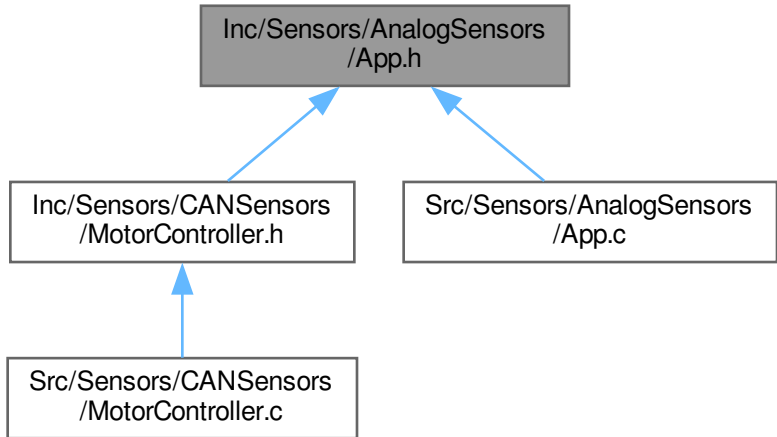 Inc/Sensors/AnalogSensors
/App.h
Inc/Sensors/CANSensors
/MotorController.h
Src/Sensors/AnalogSensors
/App.c
Src/Sensors/CANSensors
/MotorController.c